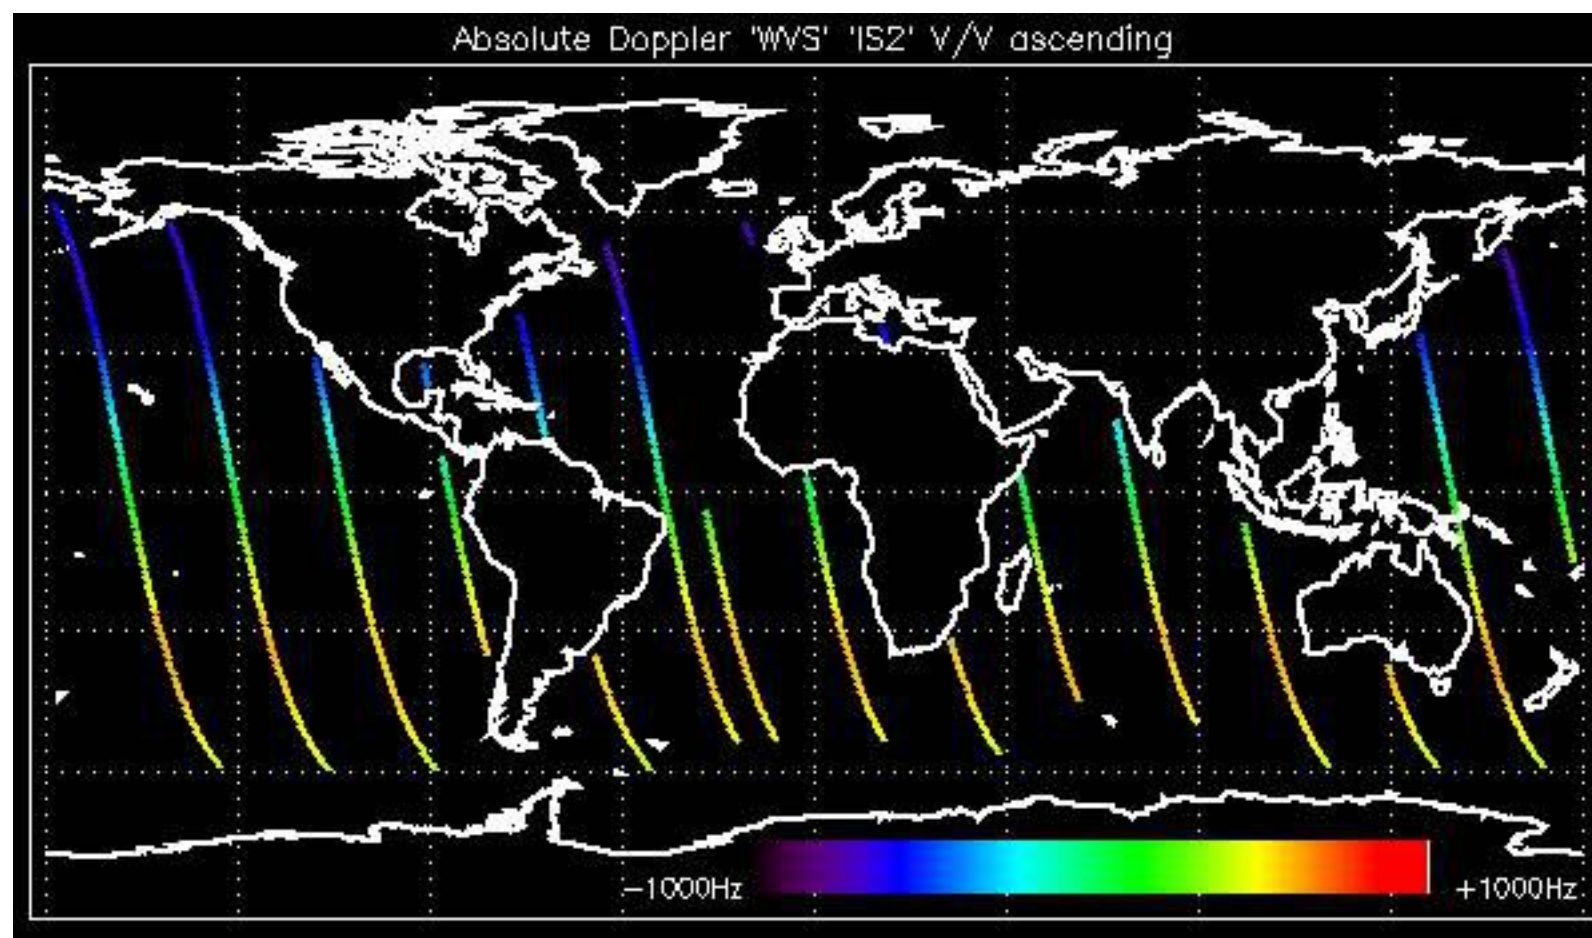 Absolute Doppler 'WVS' 'IS2' V/V ascending
-1000Hz +1000Hz